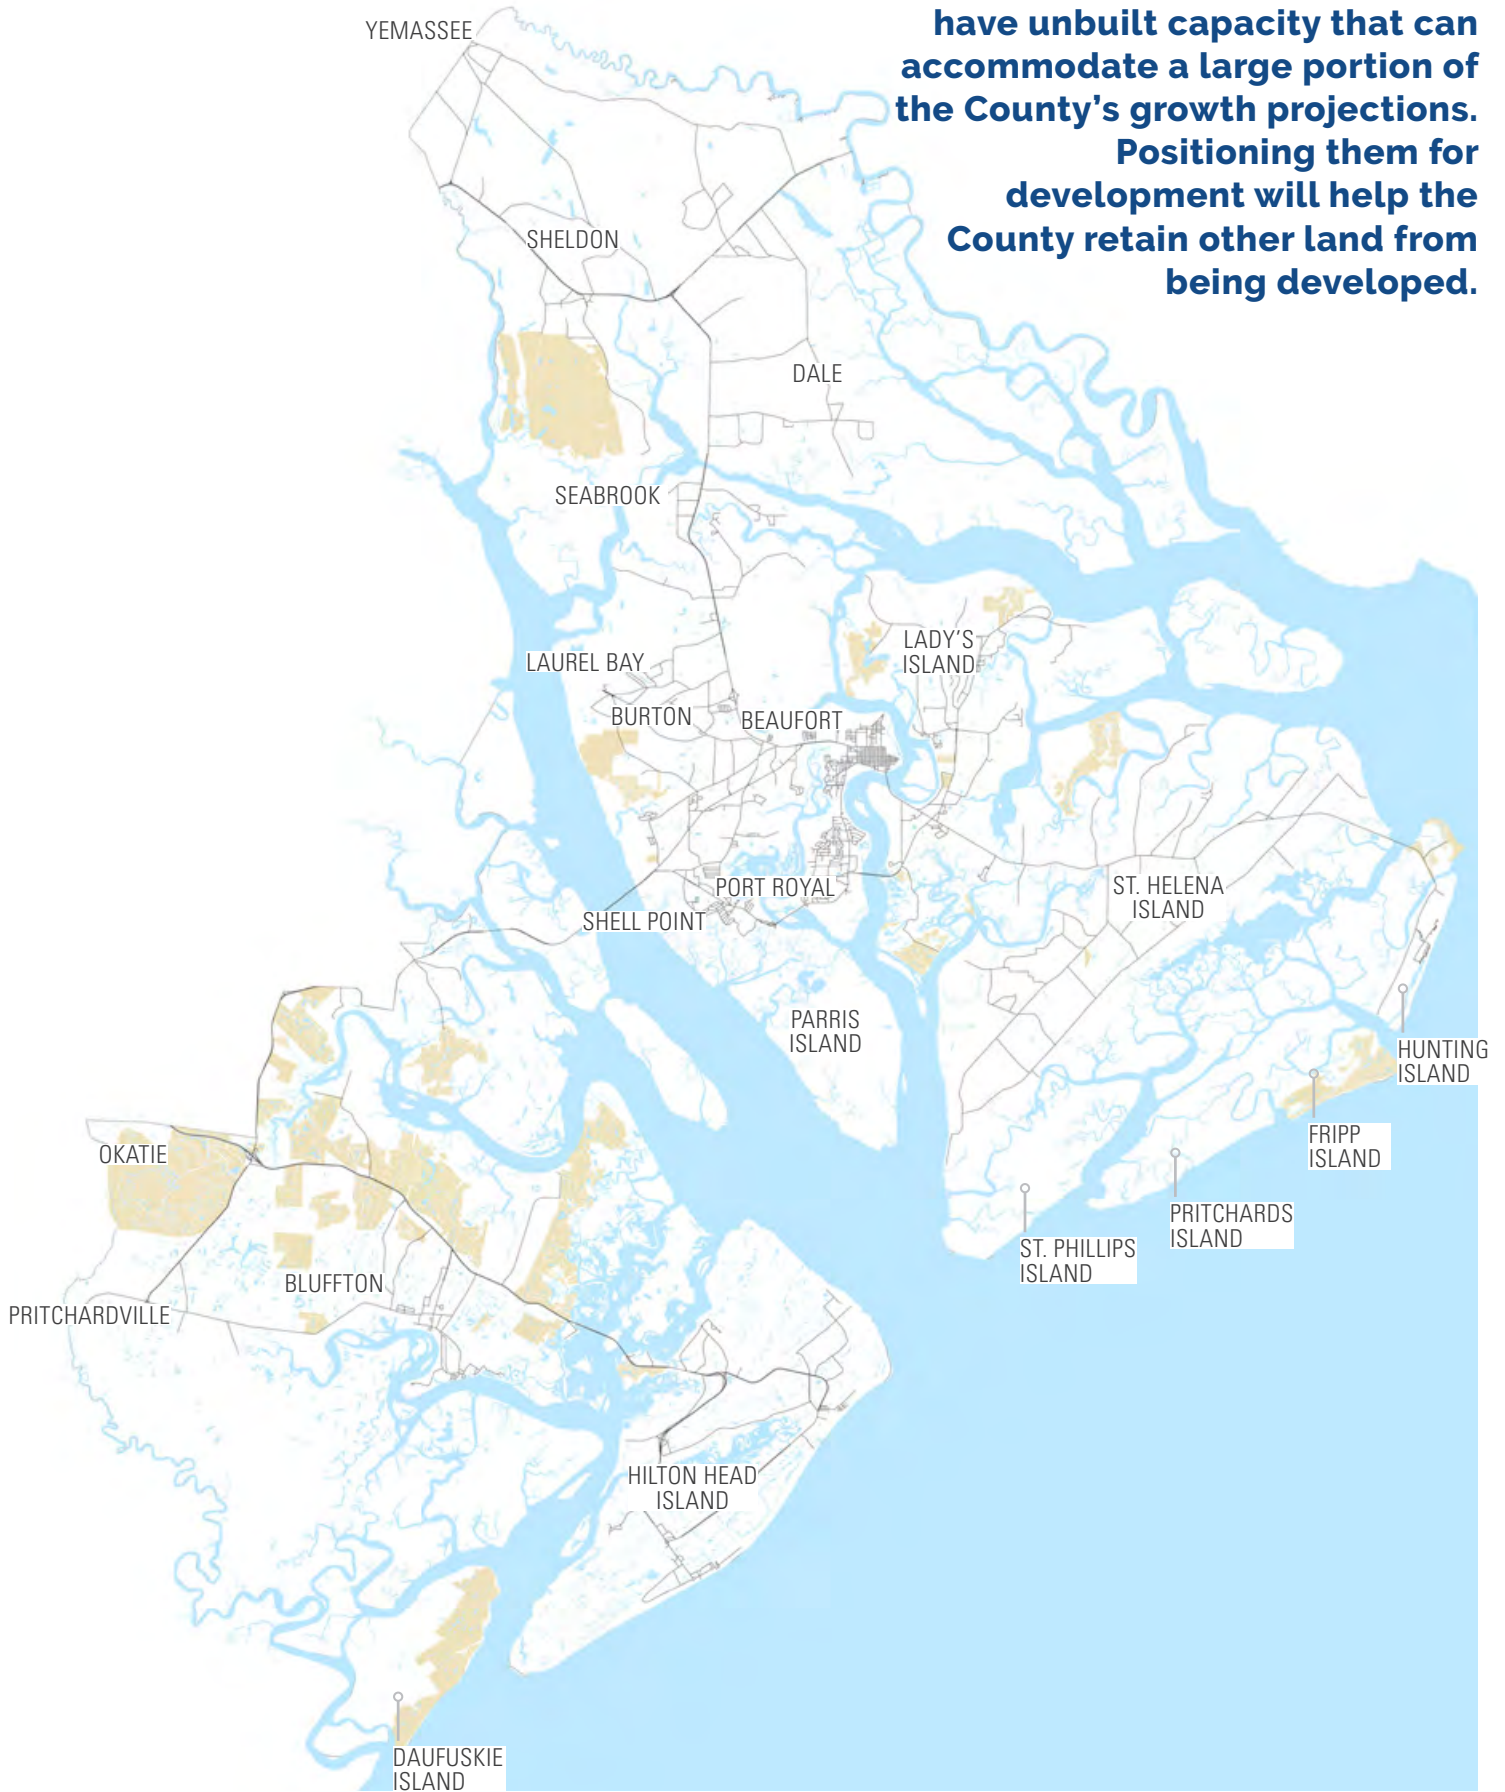 have unbuilt capacity that can
accommodate a large portion of
the County's growth projections.
Positioning them for
development will help the
County retain other land from
being developed.
YEMASSEE
SHELDON
DALE
SEABROOK
LADY'S
ISLAND
LAUREL BAY
BURTON
BEAUFORT
PORT ROYAL
ST. HELENA
ISLAND
SHELL POINT
PARRIS
ISLAND
HUNTING
ISLAND
FRIPP
ISLAND
OKATIE
PRITCHARDS
ISLAND
ST. PHILLIPS
ISLAND
BLUFFTON
PRITCHARDVILLE
HILTON HEAD
ISLAND
DAUFUSKIE
ISLAND